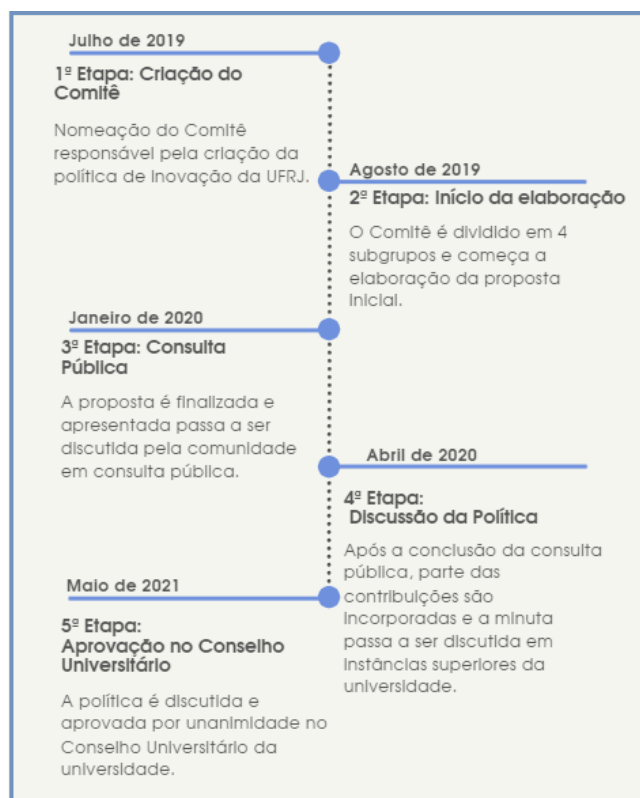 Julho de 2019
1ª Etapa: Criação do
Comitê
Nomeação do Comitê
responsável pela criação da
política de Inovação da UFRJ.
Agosto de 2019
2ª Etapa: Início da elaboração
O Comitê é dividido em 4
subgrupos e começa a
elaboração da proposta
inicial.
Janeiro de 2020
3ª Etapa: Consulta
Pública
A proposta é finalizada e
apresentada passa a ser
discutida pela comunidade
em consulta pública.
Abril de 2020
4ª Etapa:
Discussão da Política
Após a conclusão da consulta
pública, parte das
contribuições são
incorporadas e a minuta
passa a ser discutida em
instâncias superiores da
universidade.
Maio de 2021
5ª Etapa:
Aprovação no Conselho
Universitário
A política é discutida e
aprovada por unanimidade no
Conselho Universitário da
universidade.